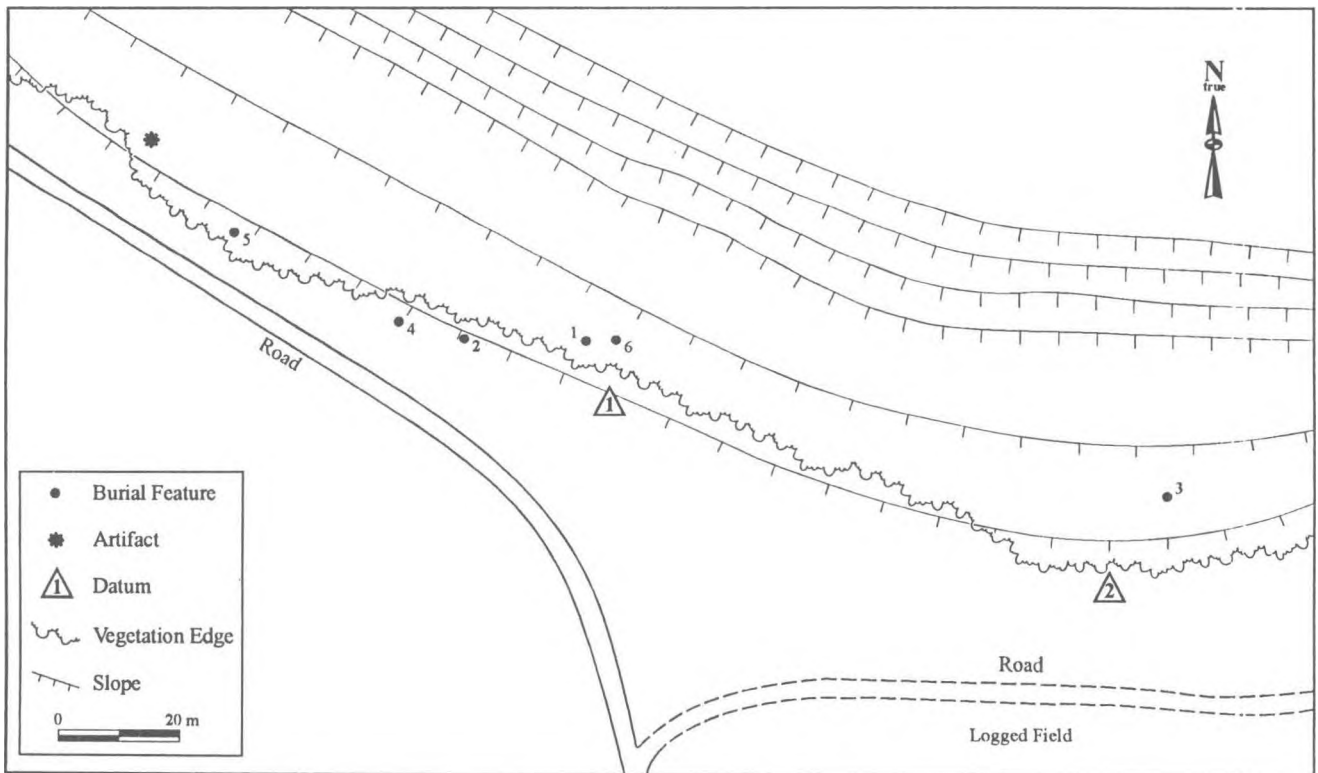 N
true
5
4
2
1
6
1
3
2
Road
Road
Logged Field
Burial Feature
Artifact
1 Datum
Vegetation Edge
Slope
0 20 m